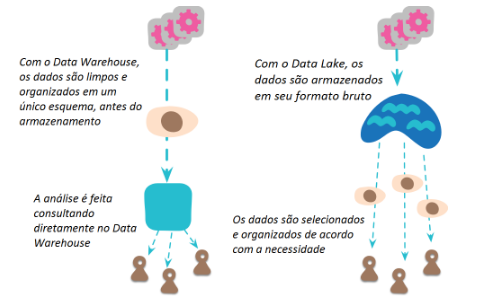 Com o Data Warehouse,
os dados são limpos e
organizados em um
único esquema, antes do
armazenamento
A análise é feita
consultando
diretamente no Data
Warehouse
Com o Data Lake, os
dados são armazenados
em seu formato bruto
Os dados são selecionados
e organizados de acordo
com a necessidade